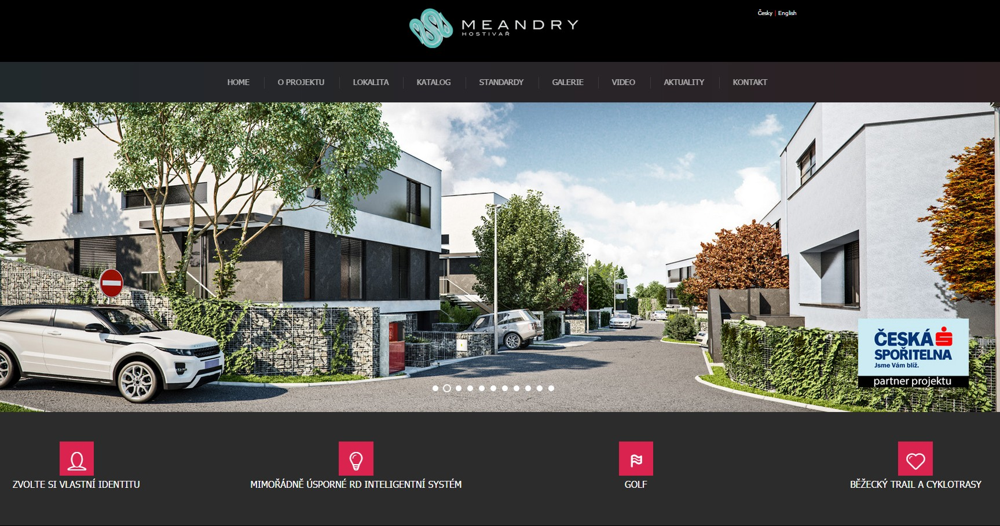 MEANDRY
HOSTIVAŘ
Česky | English
HOME
O PROJEKTU
LOKALITA
KATALOG
STANDARDY
GALERIE
VIDEO
AKTUALITY
KONTAKT
ČESKÁ
SPOŘITELNA
Jsme Vám blíž.
partner projektu
ZVOLTE SI VLASTNÍ IDENTITU
MIMOŘÁDNĚ ÚSPORNÉ RD INTELIGENTNÍ SYSTÉM
GOLF
BĚŽECKÝ TRAIL A CYKLOTRASY